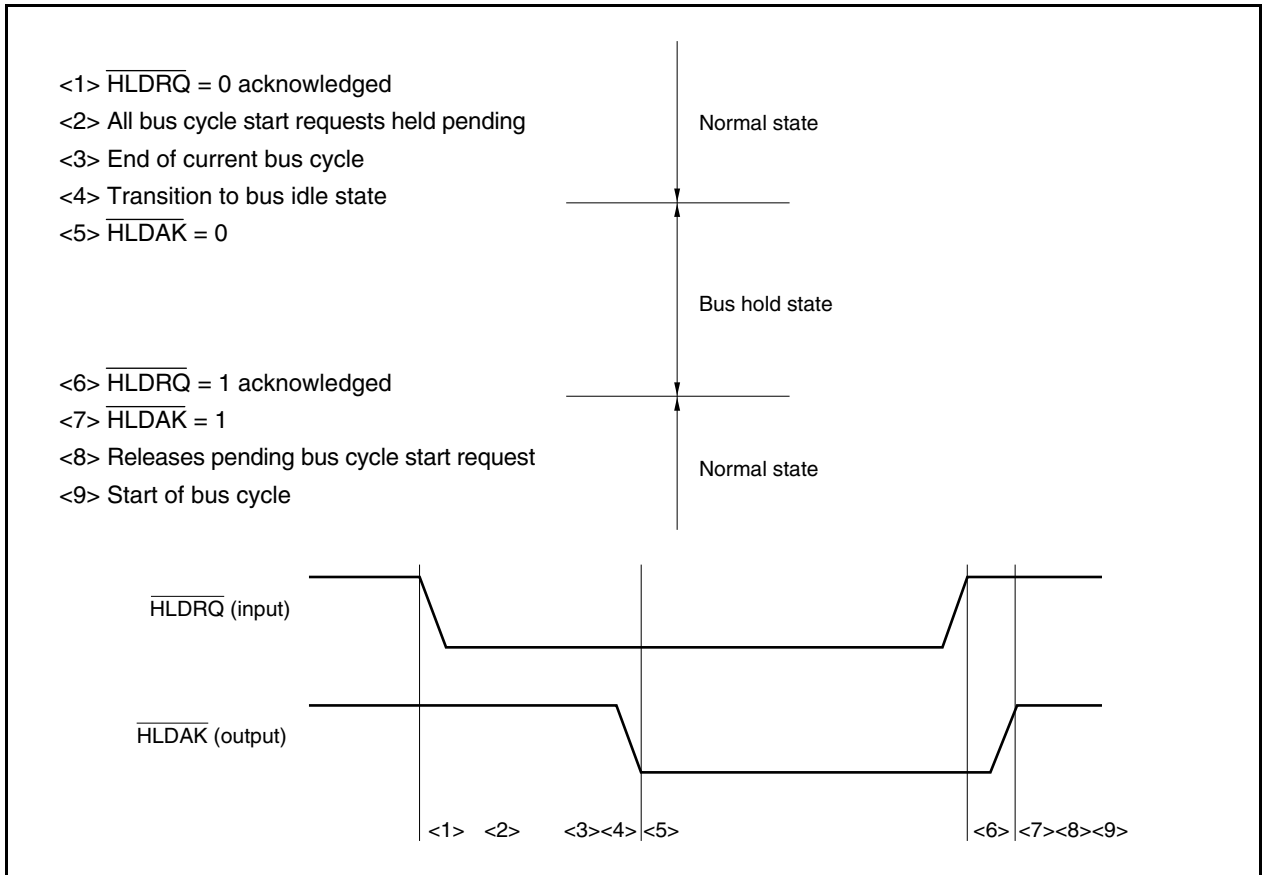 <1> HLDRQ = 0 acknowledged
<2> All bus cycle start requests held pending
<3> End of current bus cycle
<4> Transition to bus idle state
<5> HLDAK = 0
Normal state
Bus hold state
<6> HLDRQ = 1 acknowledged
<7> HLDAK = 1
<8> Releases pending bus cycle start request
<9> Start of bus cycle
Normal state
HLDRQ (input)
HLDAK (output)
<1> <2> <3><4> <5> <6> <7><8><9>